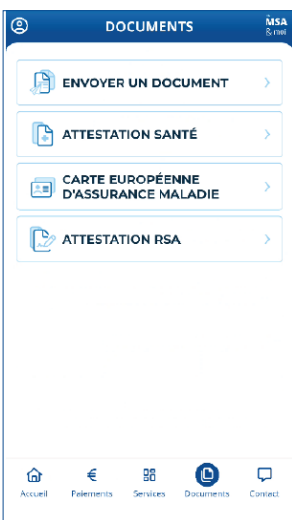 DOCUMENTS
MSA
& moi
ENVOYER UN DOCUMENT
ATTESTATION SANTÉ
CARTE EUROPÉENNE
D'ASSURANCE MALADIE
ATTESTATION RSA
Accueil Paiements Services Documents Contact